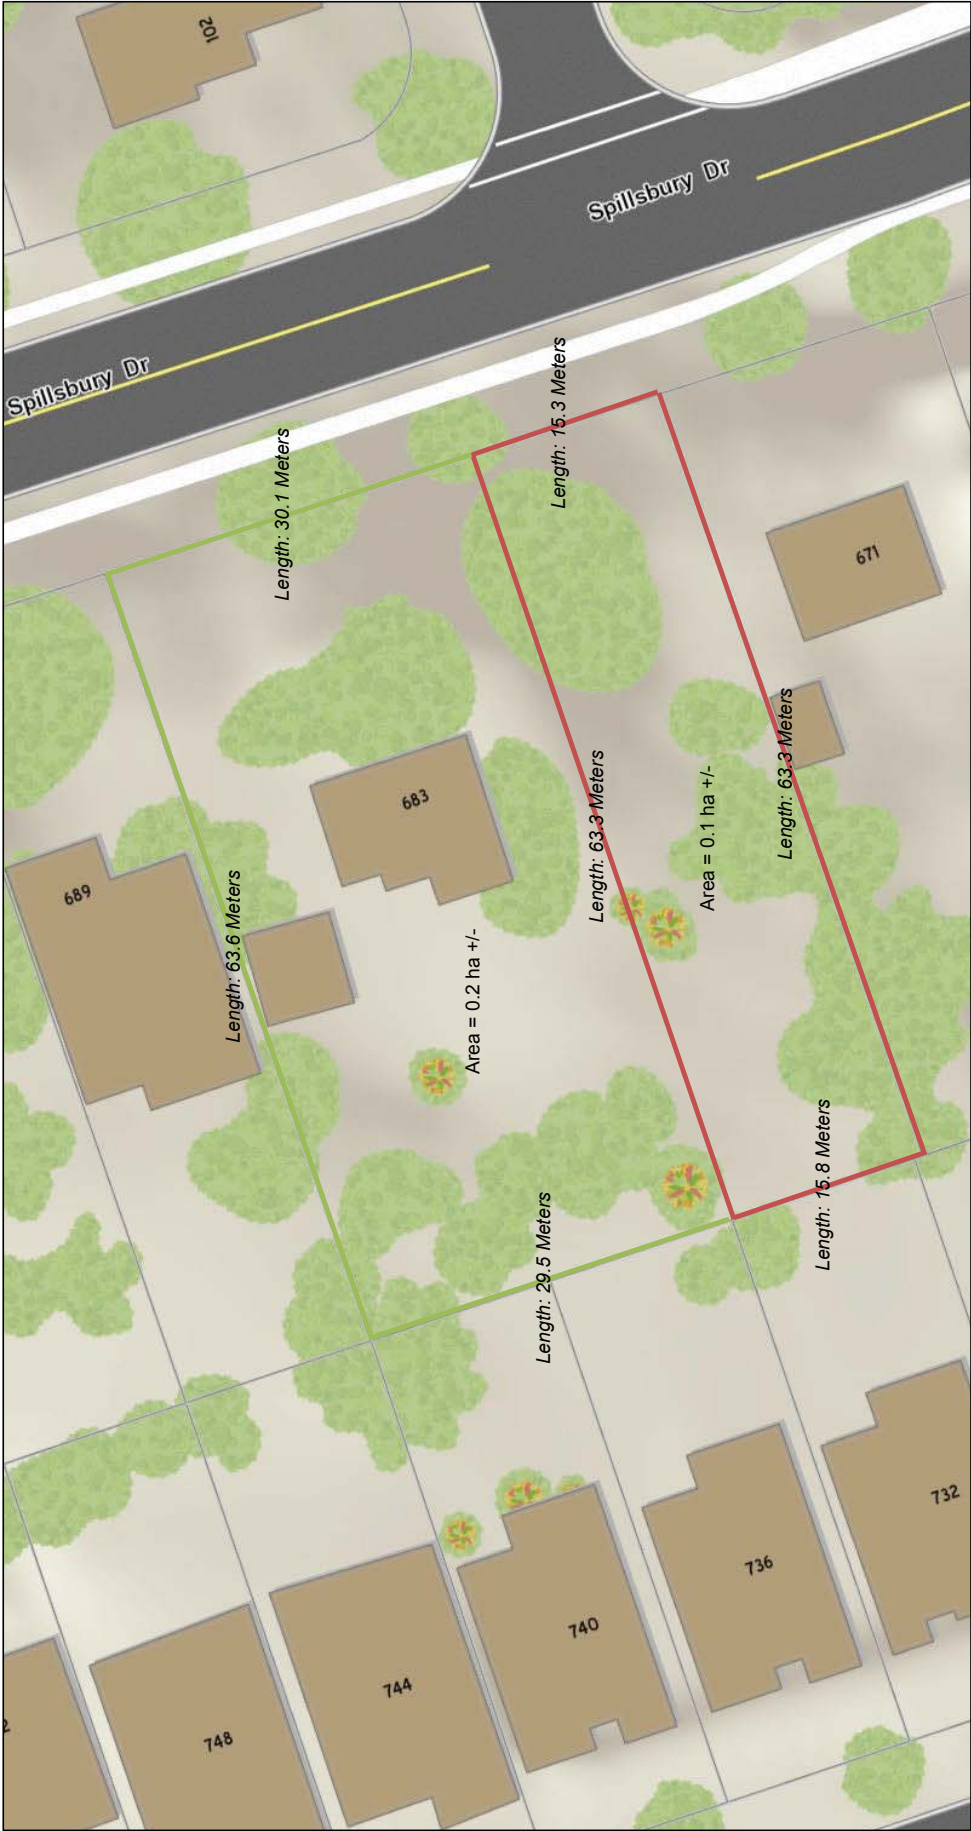 102
Spillsbury Dr
Spillsbury Dr
Length: 15.3 Meters
Length: 30.1 Meters
671
683
Length: 63.3 Meters
Length: 63.3 Meters
Area = 0.1 ha +/-
689
Length: 63.6 Meters
Area = 0.2 ha +/-
Length: 15.8 Meters
Length: 29.5 Meters
732
736
740
744
748
2